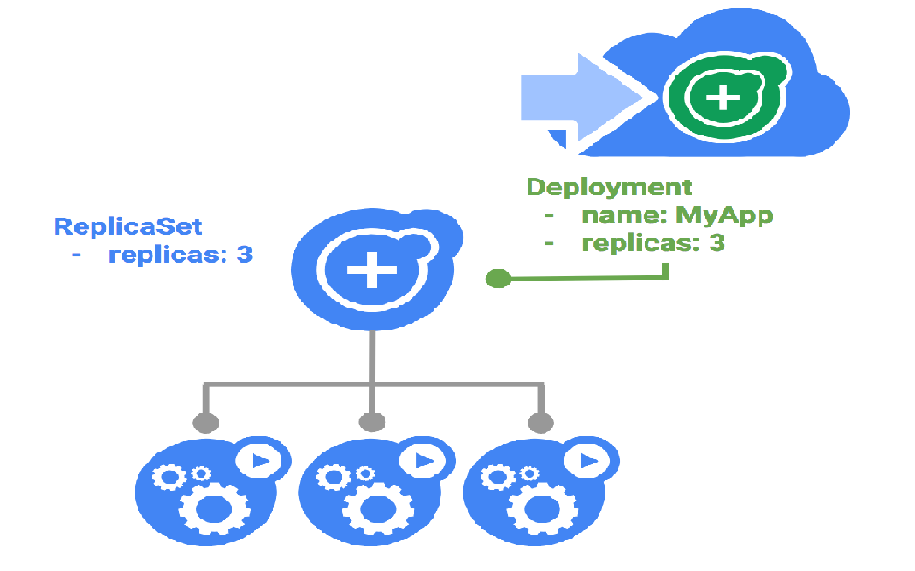 Deployment
- name: MyApp
- replicas: 3
ReplicaSet
- replicas: 3